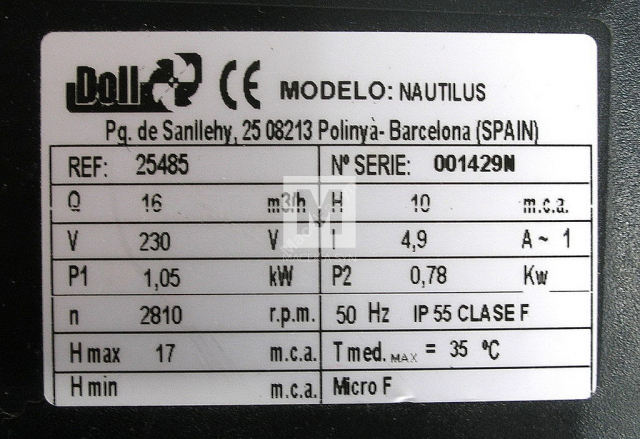 Doll CE MODELO: NAUTILUS
Pg. de Sanllehy, 25 08213 Polinyà- Barcelona (SPAIN)
REF: 25485 Nº SERIE: 001429N
Q 16 m3/h H 10 m.c.a.
V 230 V I 4,9 A~ 1
P1 1,05 kW P2 0,78 Kw
n 2810 r.p.m. 50 Hz IP 55 CLASE F
H max 17 m.c.a. T med. MAX = 35 ºC
H min m.c.a. Micro F